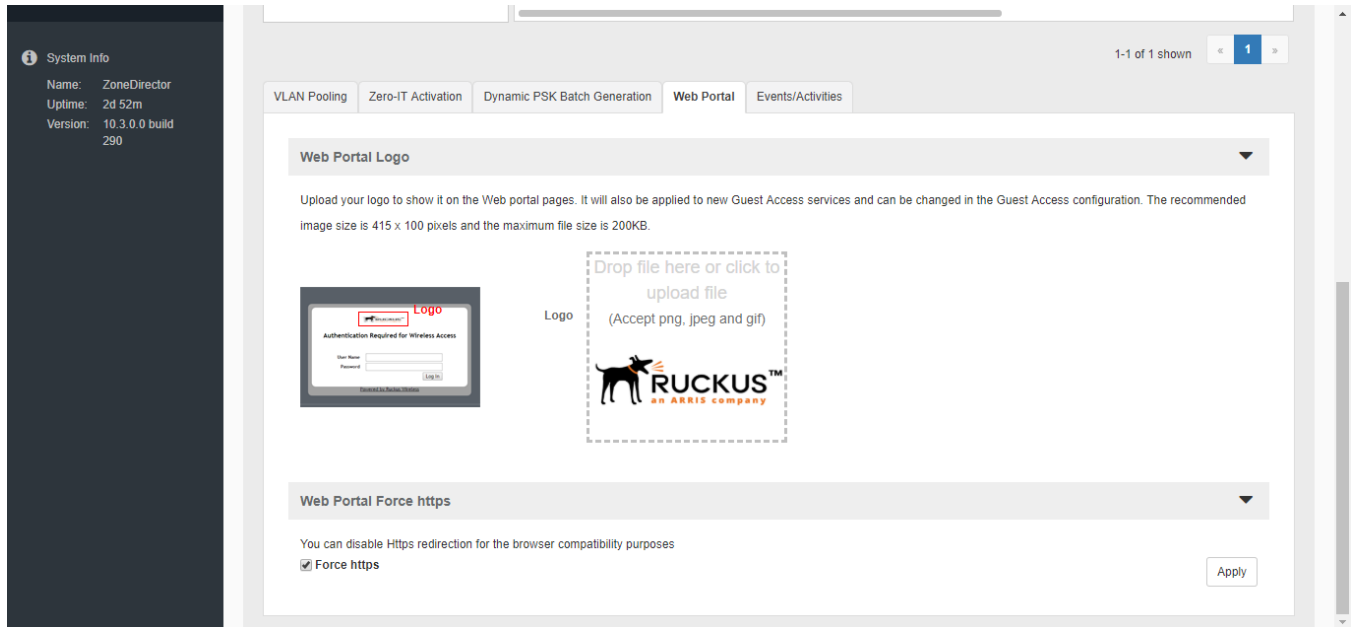 System Info
Name: ZoneDirector
Uptime: 2d 52m
Version: 10.3.0.0 build
290
1-1 of 1 shown « 1 »
VLAN Pooling Zero-IT Activation Dynamic PSK Batch Generation Web Portal Events/Activities
Web Portal Logo
Upload your logo to show it on the Web portal pages. It will also be applied to new Guest Access services and can be changed in the Guest Access configuration. The recommended
image size is 415 x 100 pixels and the maximum file size is 200KB.
Logo
Authentication Required for Wireless Access
User Name
Password
Log In
Powered by Ruckus Wireless
Logo
Drop file here or click to
upload file
(Accept png, jpeg and gif)
RUCKUS™
an ARRIS company
Web Portal Force https
You can disable Https redirection for the browser compatibility purposes
Force https
Apply